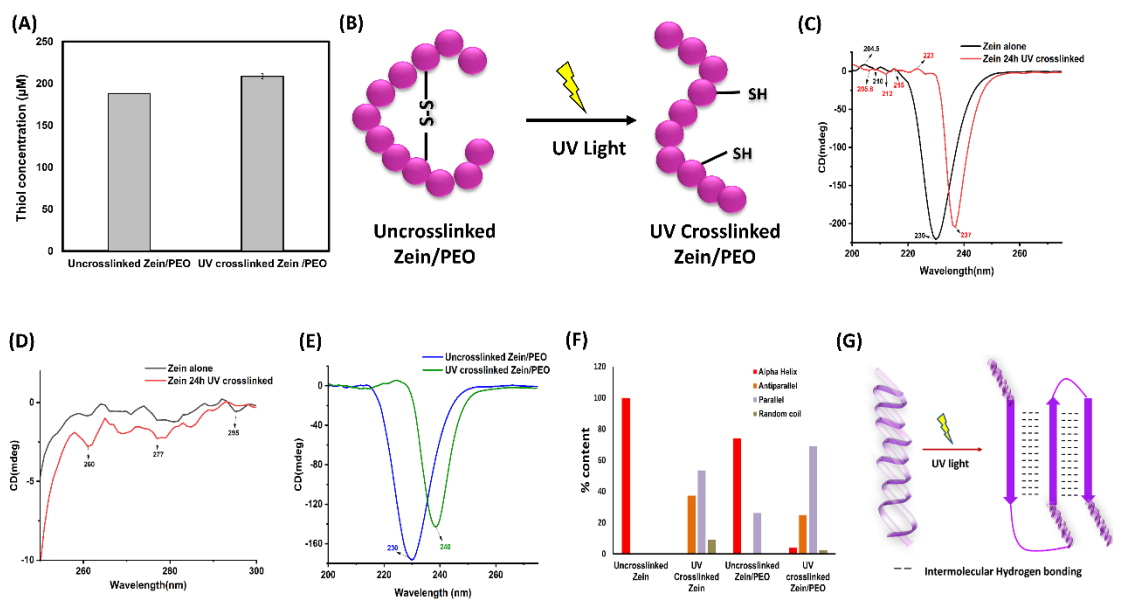 (A)
Thiol concentration (µM)
250
200
150
100
50
0
Uncrosslinked Zein/PEO
UV crosslinked Zein /PEO
(B)
S-S
UV Light
SH
SH
Uncrosslinked
Zein/PEO
UV Crosslinked
Zein/PEO
(C)
Zein alone
Zein 24h UV crosslinked
204.5
223
205.8
210
212
215
230
237
CD(mdeg)
0
-50
-100
-150
-200
200
220
240
260
Wavelength(nm)
(D)
Zein alone
Zein 24h UV crosslinked
CD(mdeg)
0
-5
-10
260
277
295
260
280
300
Wavelength(nm)
(E)
Uncrosslinked Zein/PEO
UV crosslinked Zein/PEO
CD(mdeg)
0
-40
-80
-120
-160
230
240
200
220
240
260
Wavelength (nm)
(F)
Alpha Helix
Antiparallel
Parallel
Random coil
% content
120
100
80
60
40
20
0
Uncrosslinked
Zein
UV
Crosslinked
Zein
Uncrosslinked
Zein/PEO
UV
crosslinked
Zein/PEO
(G)
UV light
Intermolecular Hydrogen bonding